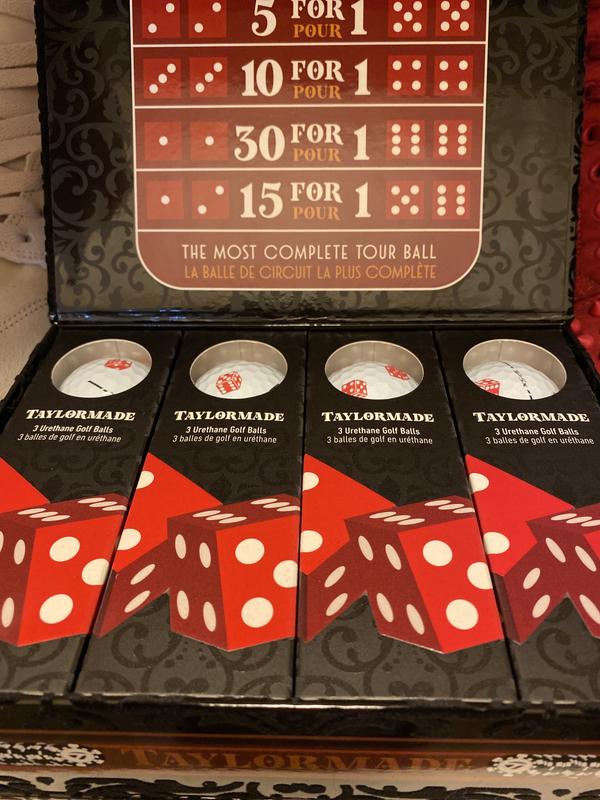 5 FOR POUR 1
10 FOR POUR 1
30 FOR POUR 1
15 FOR POUR 1
THE MOST COMPLETE TOUR BALL
LA BALLE DE CIRCUIT LA PLUS COMPLÈTE
TAYLORMADE
3 Urethane Golf Balls
3 balles de golf en uréthane
TAYLORMADE
3 Urethane Golf Balls
3 balles de golf en uréthane
TAYLORMADE
3 Urethane Golf Balls
3 balles de golf en uréthane
TAYLORMADE
3 Urethane Golf Balls
3 balles de golf en uréthane
TAYLORMADE